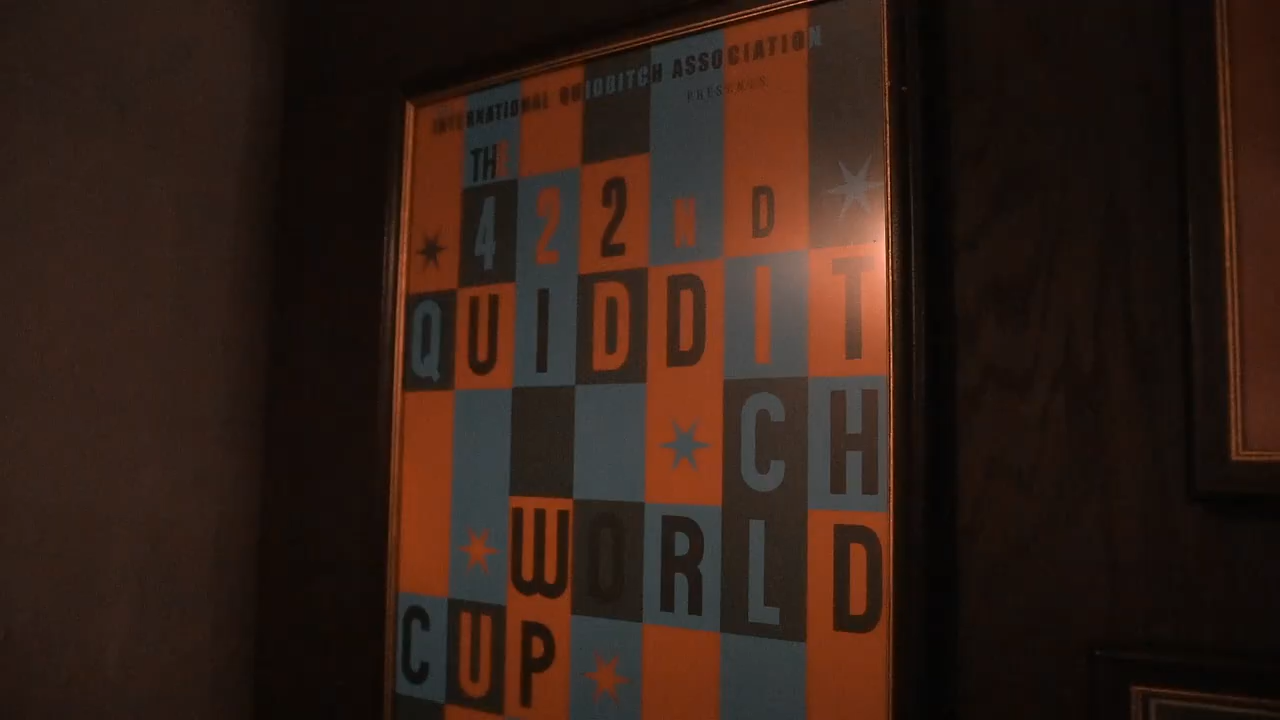 INTERNATIONAL QUIDDITCH ASSOCIATION
PRESENTS
THE
422ND
QUIDDIT
CH
WORLD
CUP